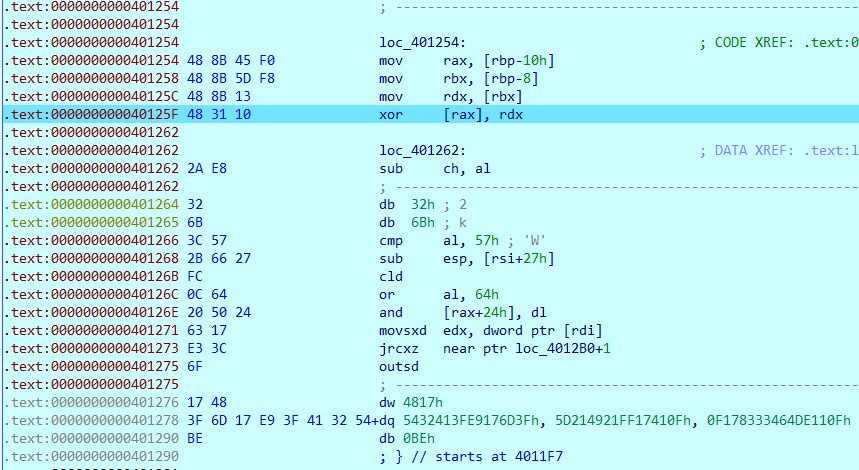 .text:0000000000401254 ; ---------------------------------------------------------------
.text:0000000000401254
.text:0000000000401254 loc_401254: ; CODE XREF: .text:0
.text:0000000000401254 48 8B 45 F0 mov rax, [rbp-10h]
.text:0000000000401258 48 8B 5D F8 mov rbx, [rbp-8]
.text:000000000040125C 48 8B 13 mov rdx, [rbx]
.text:000000000040125F 48 31 10 xor [rax], rdx
.text:0000000000401262
.text:0000000000401262 loc_401262: ; DATA XREF: .text:l
.text:0000000000401262 2A E8 sub ch, al
.text:0000000000401262 ; ---------------------------------------------------------------
.text:0000000000401264 32 db 32h ; 2
.text:0000000000401265 6B db 6Bh ; k
.text:0000000000401266 3C 57 cmp al, 57h ; 'W'
.text:0000000000401268 2B 66 27 sub esp, [rsi+27h]
.text:000000000040126B FC cld
.text:000000000040126C 0C 64 or al, 64h
.text:000000000040126E 20 50 24 and [rax+24h], dl
.text:0000000000401271 63 17 movsxd edx, dword ptr [rdi]
.text:0000000000401273 E3 3C jrcxz near ptr loc_4012B0+1
.text:0000000000401275 6F outsd
.text:0000000000401275 ; ---------------------------------------------------------------
.text:0000000000401276 17 48 dw 4817h
.text:0000000000401278 3F 6D 17 E9 3F 41 32 54+dq 5432413FE9176D3Fh, 5D214921FF17410Fh, 0F178333464DE110Fh
.text:0000000000401290 BE db 0BEh
.text:0000000000401290 ; } // starts at 4011F7